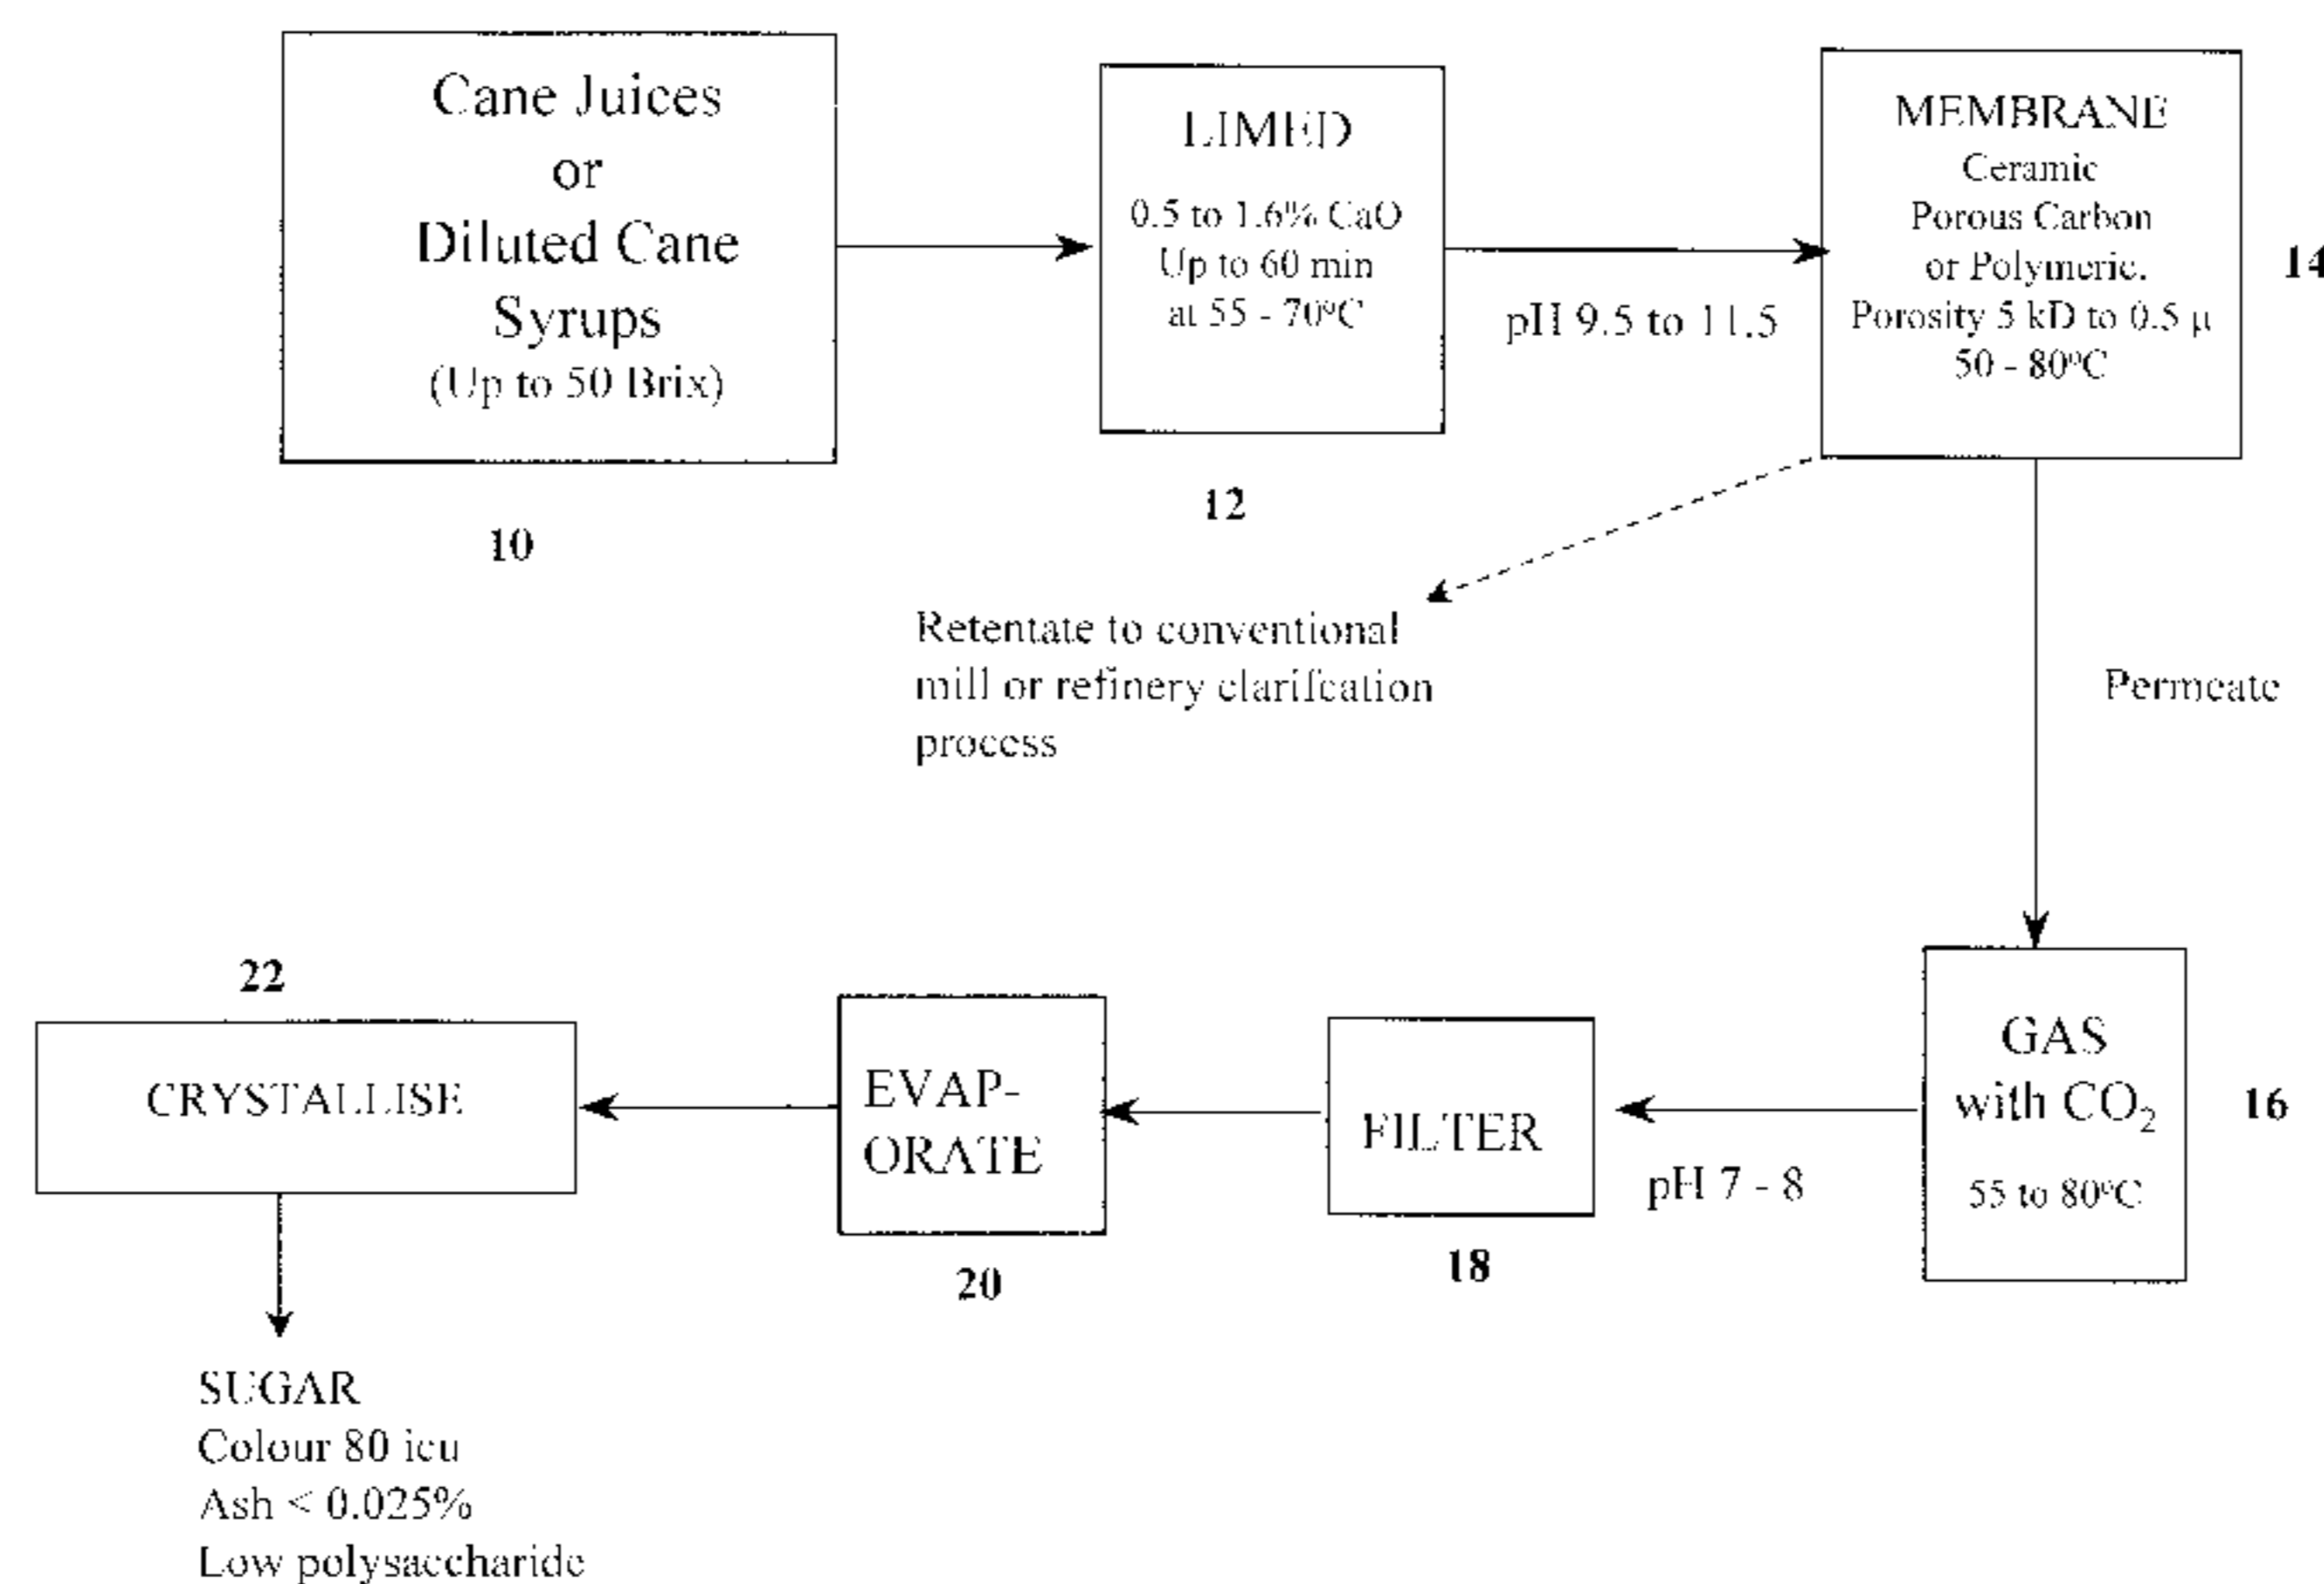 Cane Juices
or
Diluted Cane
Syrups
(Up to 50 Brix)
10
LIMED
0.5 to 1.6% CaO
Up to 60 min
at 55 - 70ºC
12
pH 9.5 to 11.5
MEMBRANE
Ceramic
Porous Carbon
or Polymeric.
Porosity 5 kD to 0.5 µ
50 - 80ºC
14
Retentate to conventional
mill or refinery clarifcation
process
Permeate
GAS
with CO₂
55 to 80ºC
16
pH 7 - 8
FILTER
18
EVAP-
ORATE
20
22
CRYSTALLISE
SUGAR
Colour 80 icu
Ash < 0.025%
Low polysaccharide